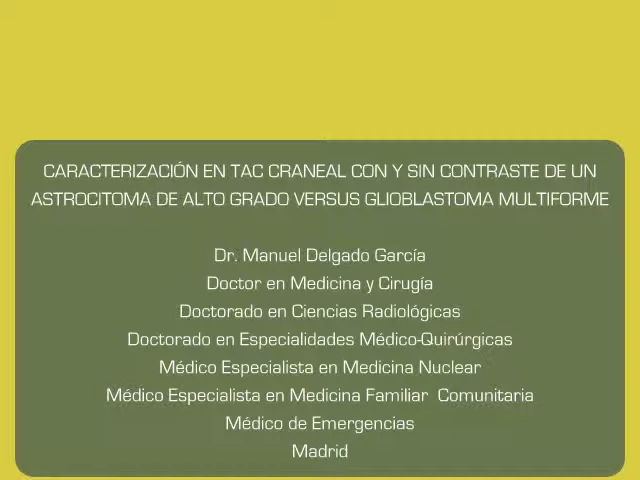 CARACTERIZACIÓN EN TAC CRANEAL CON Y SIN CONTRASTE DE UN
ASTROCITOMA DE ALTO GRADO VERSUS GLIOBLASTOMA MULTIFORME
Dr. Manuel Delgado García
Doctor en Medicina y Cirugía
Doctorado en Ciencias Radiológicas
Doctorado en Especialidades Médico-Quirúrgicas
Médico Especialista en Medicina Nuclear
Médico Especialista en Medicina Familiar Comunitaria
Médico de Emergencias
Madrid